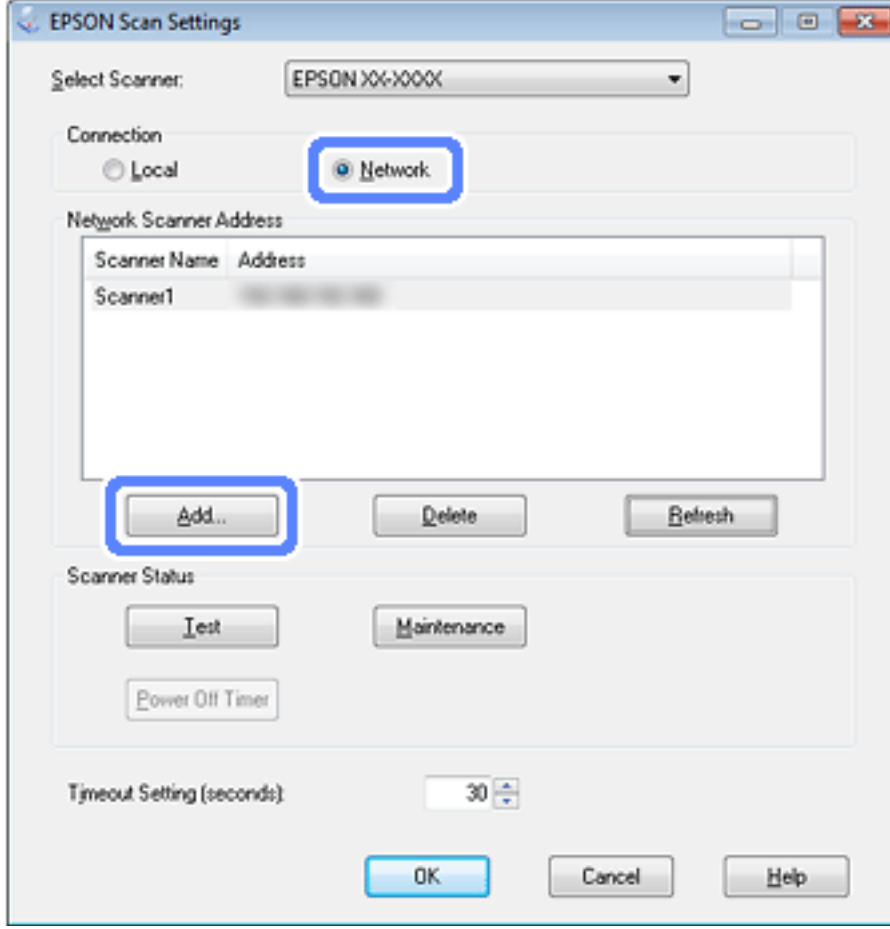 EPSON Scan Settings
Select Scanner: EPSON XX-XXXX
Connection
Local Network
Network Scanner Address
Scanner Name Address
Scanner1
Add... Delete Refresh
Scanner Status
Test Maintenance
Power Off Timer
Timeout Setting (seconds): 30
OK Cancel Help